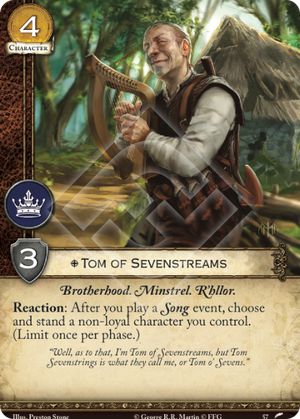 4
Character
3
Tom of Sevenstreams
Brotherhood. Minstrel. R'hllor.
Reaction: After you play a Song event, choose
and stand a non-loyal character you control.
(Limit once per phase.)
"Well, as to that, I'm Tom of Sevenstreams, but Tom
Sevenstrings is what they call me, or Tom o' Sevens."
Illus. Preston Stone © George R.R. Martin © FFG 57